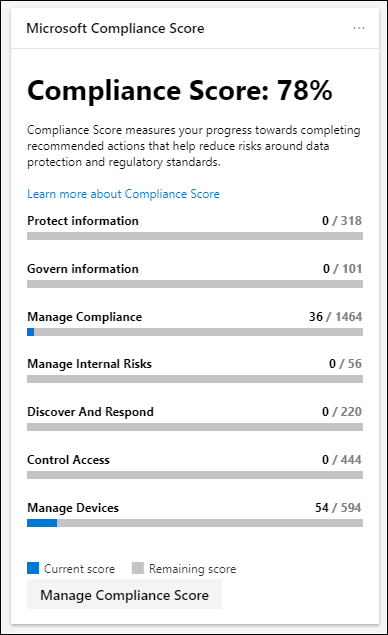 Microsoft Compliance Score ...
Compliance Score: 78%
Compliance Score measures your progress towards completing
recommended actions that help reduce risks around data
protection and regulatory standards.
Learn more about Compliance Score
Protect information 0 / 318
Govern information 0 / 101
Manage Compliance 36 / 1464
Manage Internal Risks 0 / 56
Discover And Respond 0 / 220
Control Access 0 / 444
Manage Devices 54 / 594
Current score Remaining score
Manage Compliance Score